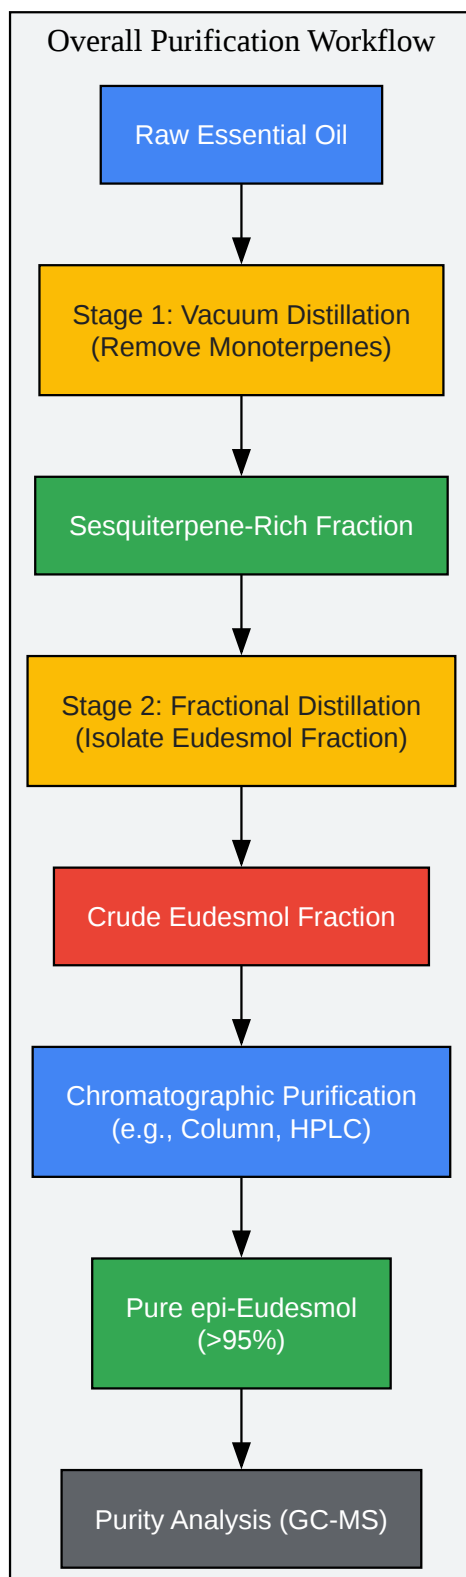 Overall Purification Workflow
Raw Essential Oil
Stage 1: Vacuum Distillation
(Remove Monoterpenes)
Sesquiterpene-Rich Fraction
Stage 2: Fractional Distillation
(Isolate Eudesmol Fraction)
Crude Eudesmol Fraction
Chromatographic Purification
(e.g., Column, HPLC)
Pure epi-Eudesmol
(>95%)
Purity Analysis (GC-MS)